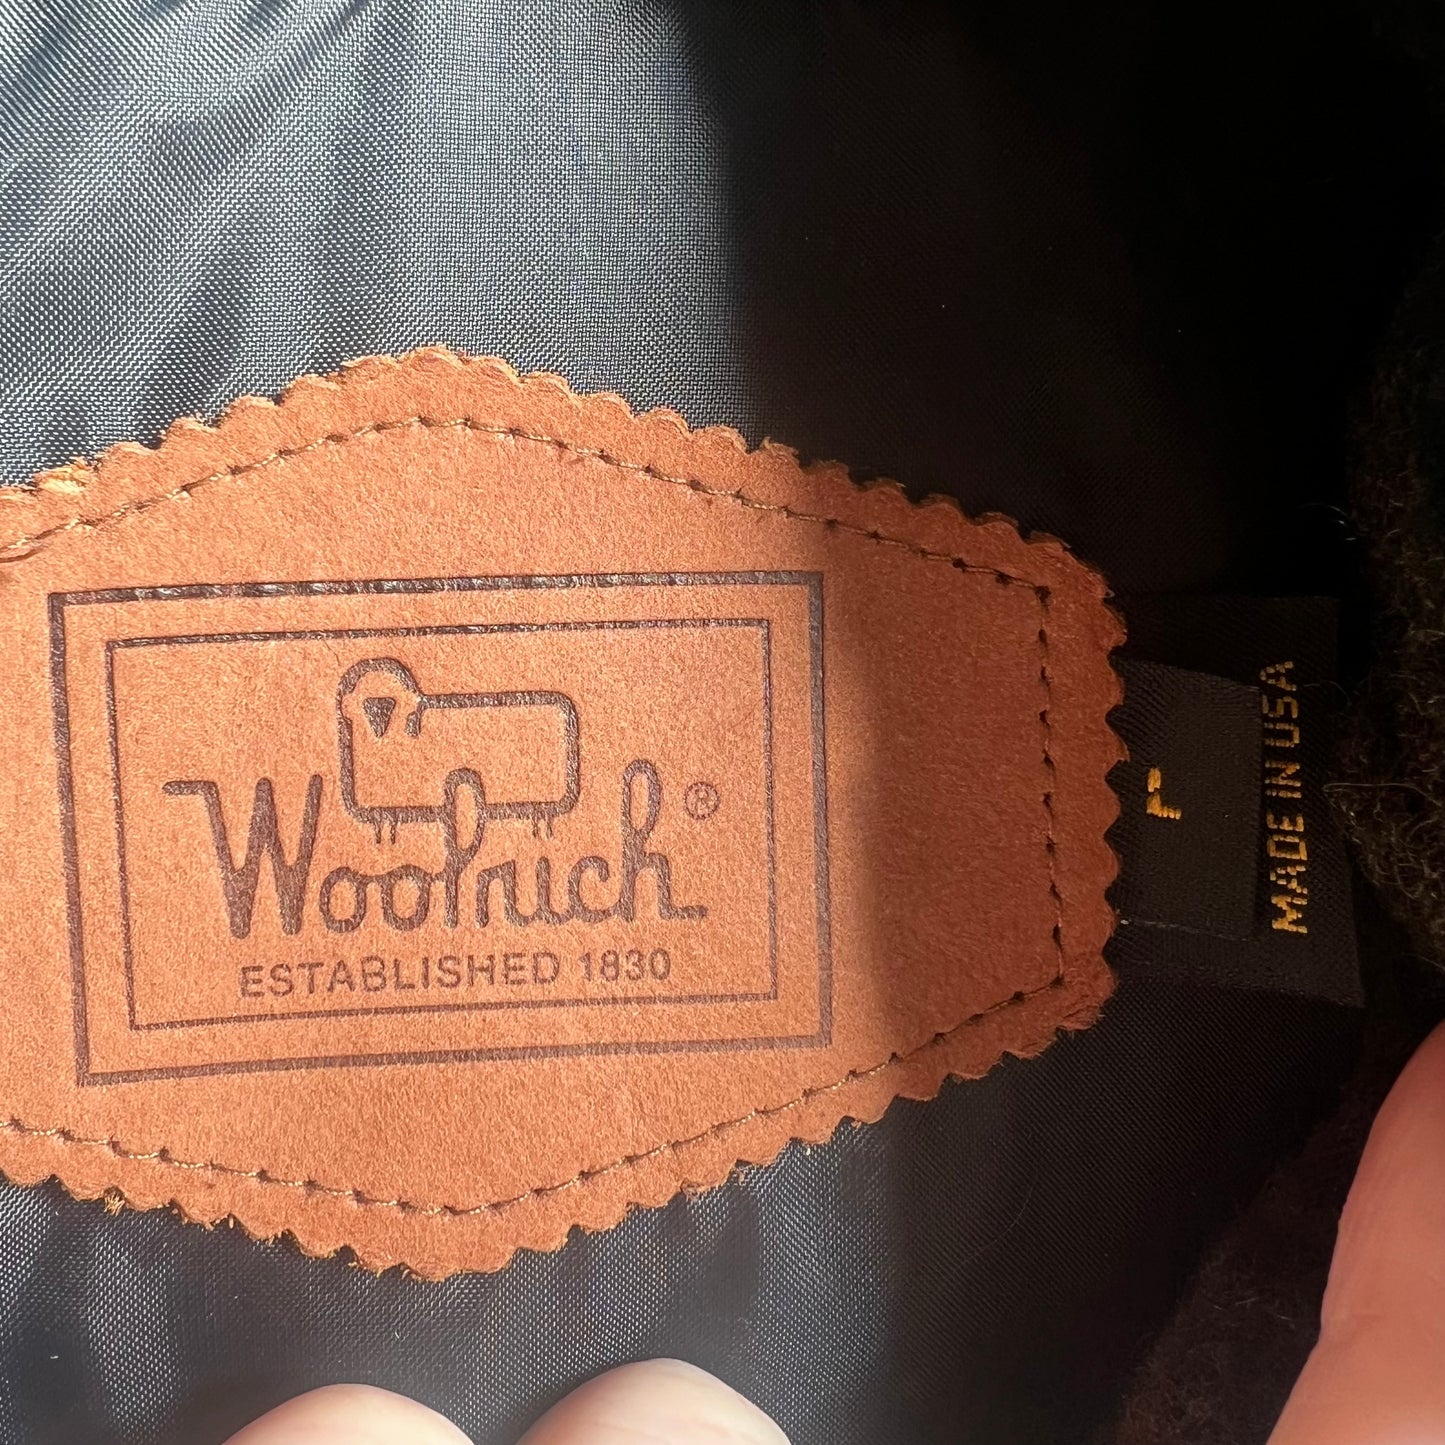 Woolrich®
ESTABLISHED 1830
L
MADE IN USA